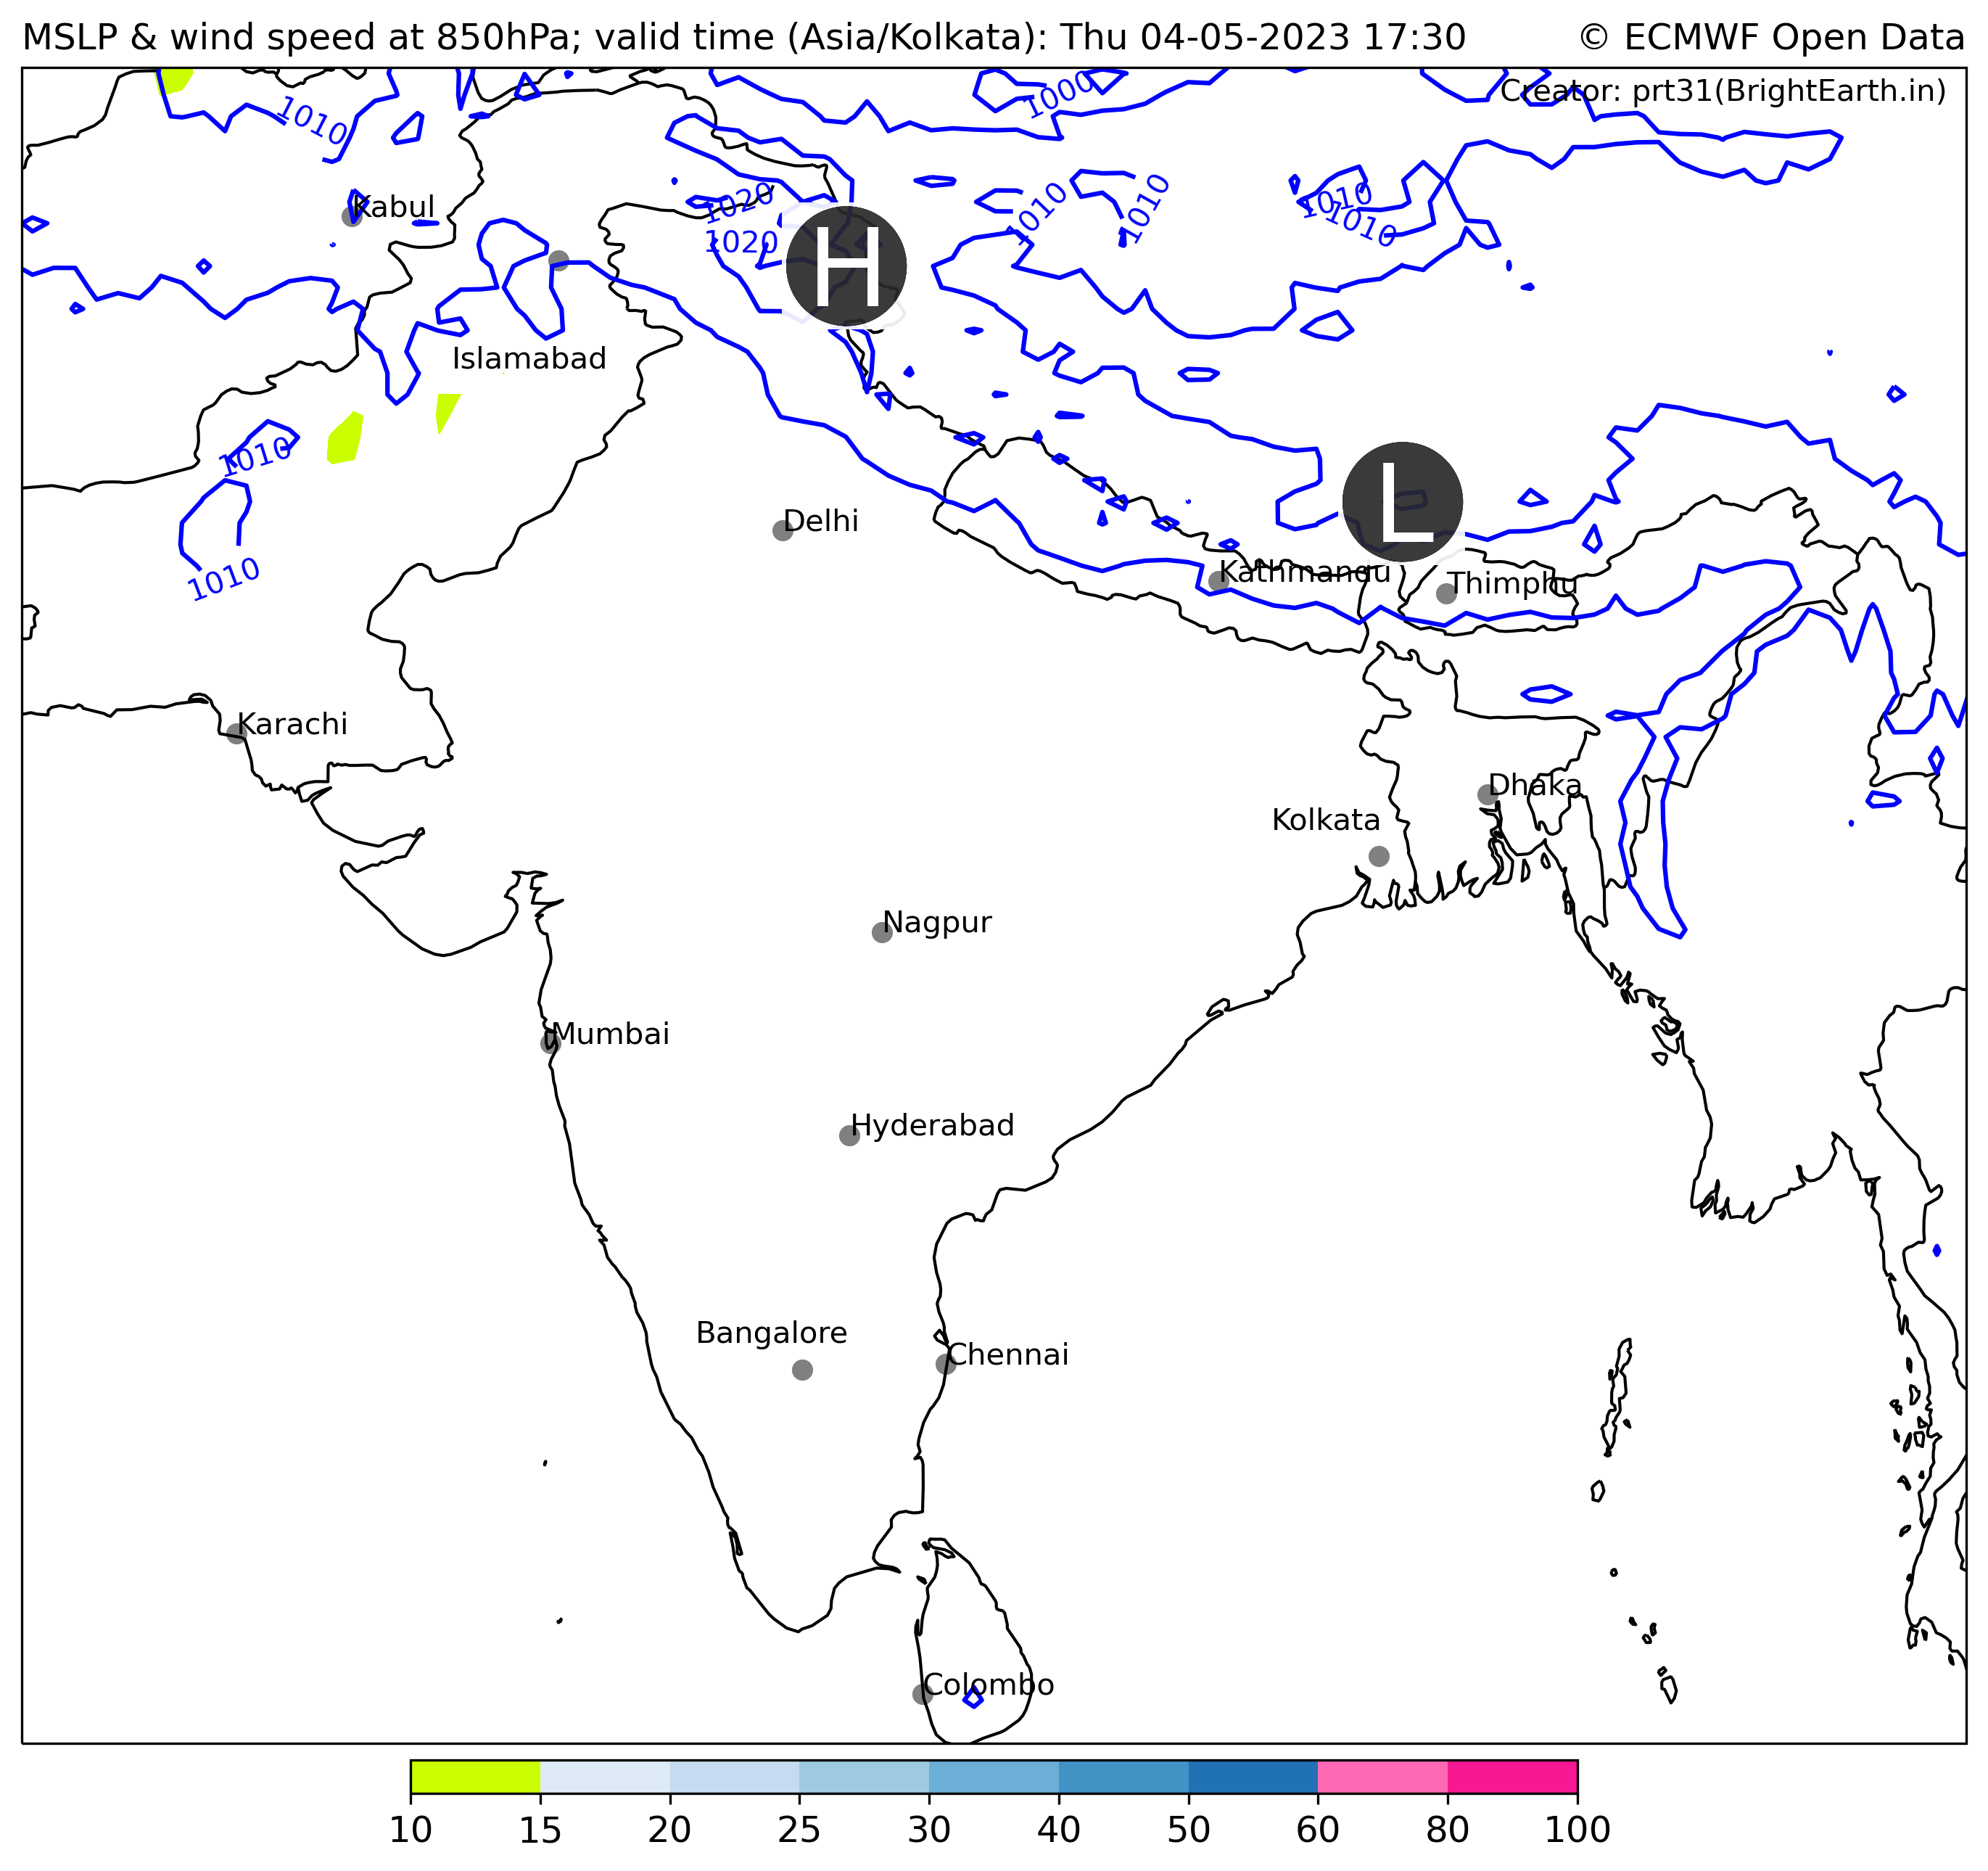 MSLP & wind speed at 850hPa; valid time (Asia/Kolkata): Thu 04-05-2023 17:30 © ECMWF Open Data
Creator: prt31(BrightEarth.in)
1000
1010
Kabul
1020
1020
1010
1010
1010
1010
H
Islamabad
1010
L
Delhi
1010
Kathmandu
Thimphu
Karachi
Dhaka
Kolkata
Nagpur
Mumbai
Hyderabad
Bangalore
Chennai
Colombo
10 15 20 25 30 40 50 60 80 100